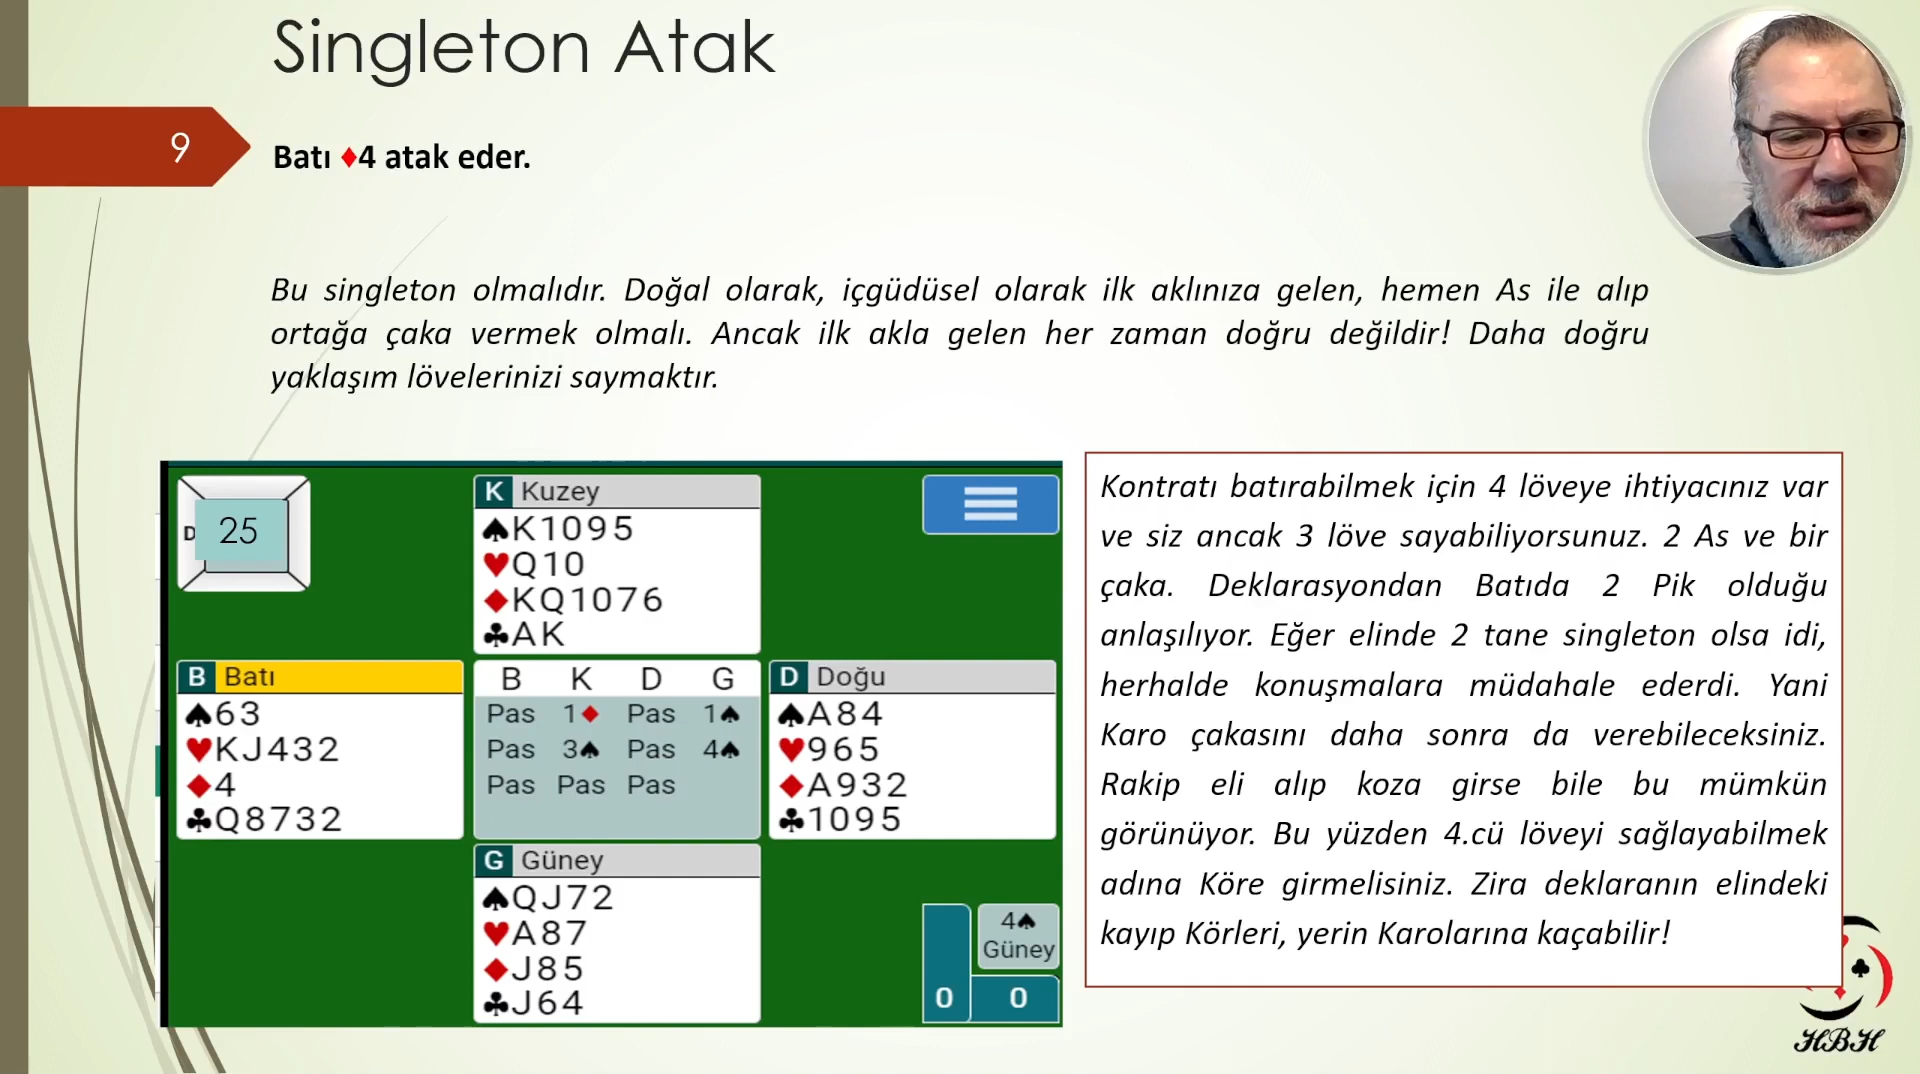 Singleton Atak
9
Batı ♦4 atak eder.
Bu singleton olmalıdır. Doğal olarak, içgüdüsel olarak ilk aklınıza gelen, hemen As ile alıp
ortağa çaka vermek olmalı. Ancak ilk akla gelen her zaman doğru değildir! Daha doğru
yaklaşım lövelerinizi saymaktır.
D
25
K Kuzey
♠K1095
♥Q10
♦KQ1076
♣AK
B Batı
♠63
♥KJ432
♦4
♣Q8732
B K D G
Pas 1♦ Pas 1♠
Pas 3♠ Pas 4♠
Pas Pas Pas
D Doğu
♠A84
♥965
♦A932
♣1095
G Güney
♠QJ72
♥A87
♦J85
♣J64
4♠
Güney
0 0
Kontratı batırabilmek için 4 löveye ihtiyacınız var
ve siz ancak 3 löve sayabiliyorsunuz. 2 As ve bir
çaka. Deklarasyondan Batıda 2 Pik olduğu
anlaşılıyor. Eğer elinde 2 tane singleton olsa idi,
herhalde konuşmalara müdahale ederdi. Yani
Karo çakasını daha sonra da verebileceksiniz.
Rakip eli alıp koza girse bile bu mümkün
görünüyor. Bu yüzden 4.cü löveyi sağlayabilmek
adına Köre girmelisiniz. Zira deklaranın elindeki
kayıp Körleri, yerin Karolarına kaçabilir!
HBH